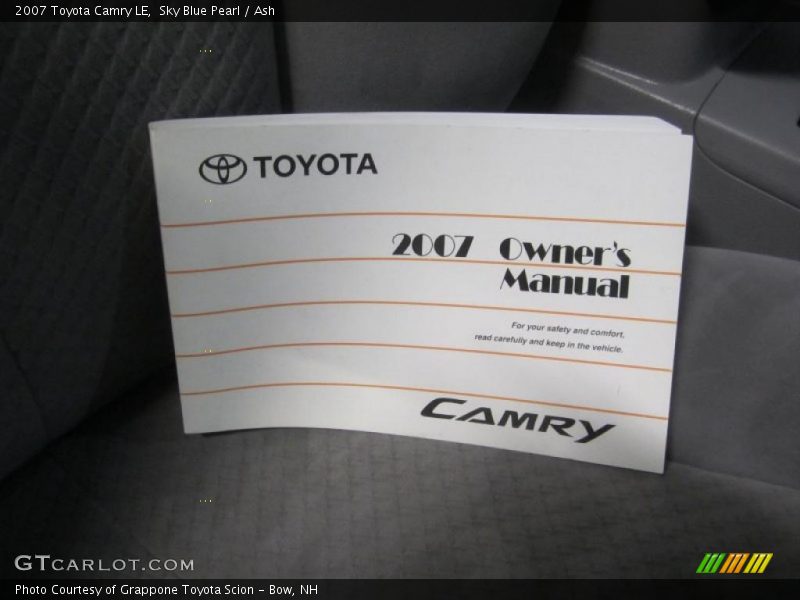 2007 Toyota Camry LE,  Sky Blue Pearl / Ash
TOYOTA
2007 Owner's
Manual
For your safety and comfort,
read carefully and keep in the vehicle.
CAMRY
GTCARLOT.COM
Photo Courtesy of Grappone Toyota Scion - Bow, NH